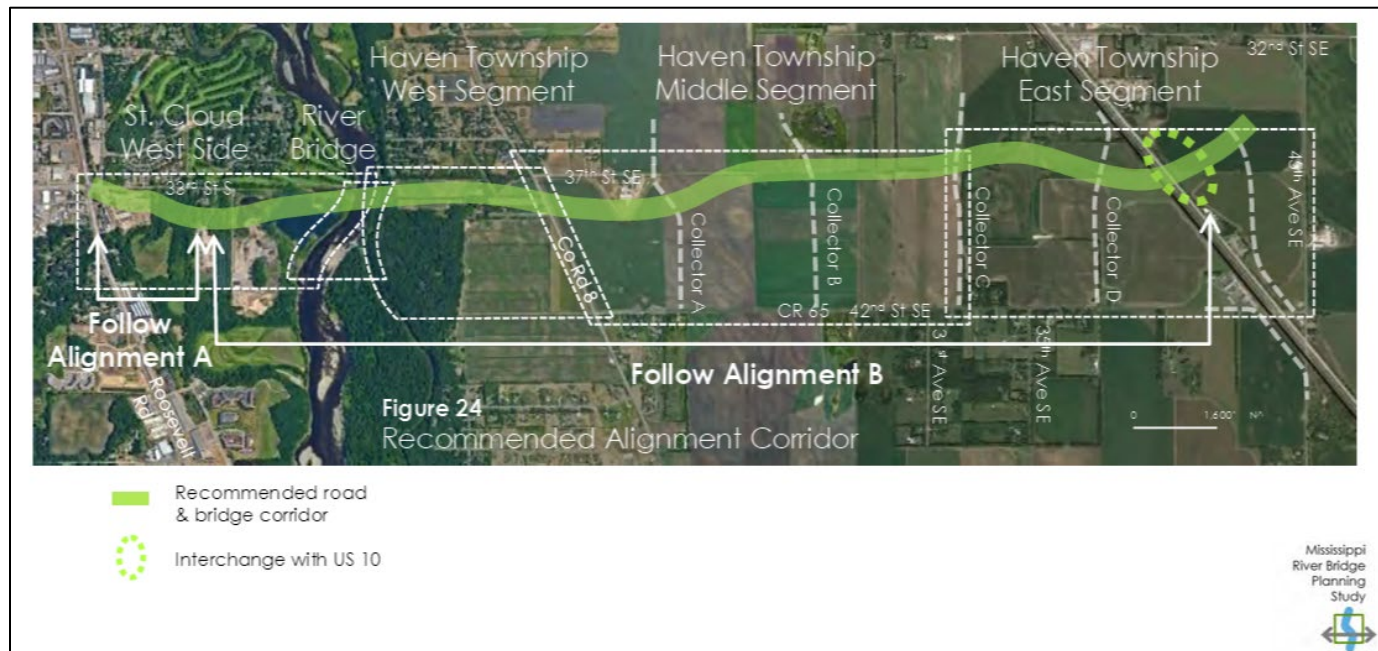 32nd St SE
Haven Township
West Segment
Haven Township
Middle Segment
Haven Township
East Segment
St. Cloud
West Side
River
Bridge
33rd St S
37th St SE
45th Ave SE
Collector A
Collector B
Collector C
Collector D
Co Rd 8
CR 65 42nd St SE
Follow
Alignment A
Follow Alignment B
31st Ave SE
35th Ave SE
Roosevelt
Rd
Figure 24
Recommended Alignment Corridor
0 1,600'
Recommended road
& bridge corridor
Interchange with US 10
Mississippi
River Bridge
Planning
Study